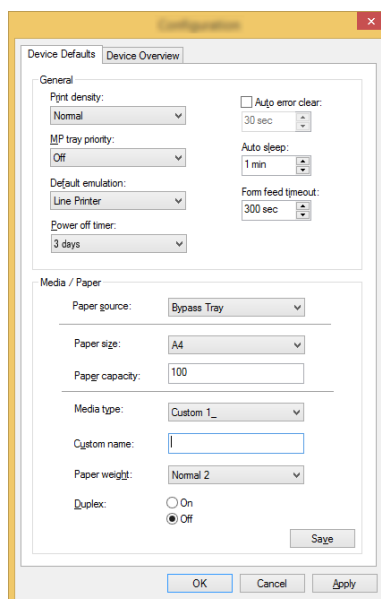 Configuration
Device Defaults Device Overview
General
Print density:
Normal
MP tray priority:
Off
Default emulation:
Line Printer
Power off timer:
3 days
Auto error clear:
30 sec
Auto sleep:
1 min
Form feed timeout:
300 sec
Media / Paper
Paper source: Bypass Tray
Paper size: A4
Paper capacity: 100
Media type: Custom 1_
Custom name:
Paper weight: Normal 2
Duplex: On
Off
Save
OK Cancel Apply